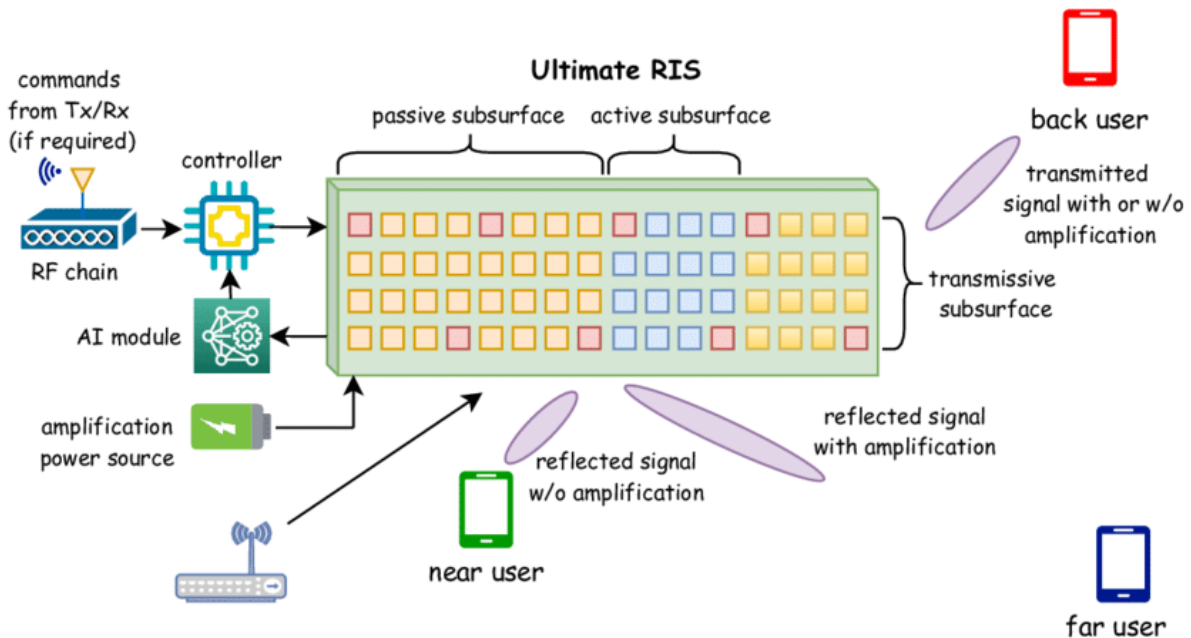 Ultimate RIS
commands
from Tx/Rx
(if required)
controller
passive subsurface
active subsurface
back user
transmitted
signal with or w/o
amplification
RF chain
transmissive
subsurface
AI module
amplification
power source
reflected signal
with amplification
reflected signal
w/o amplification
near user
far user